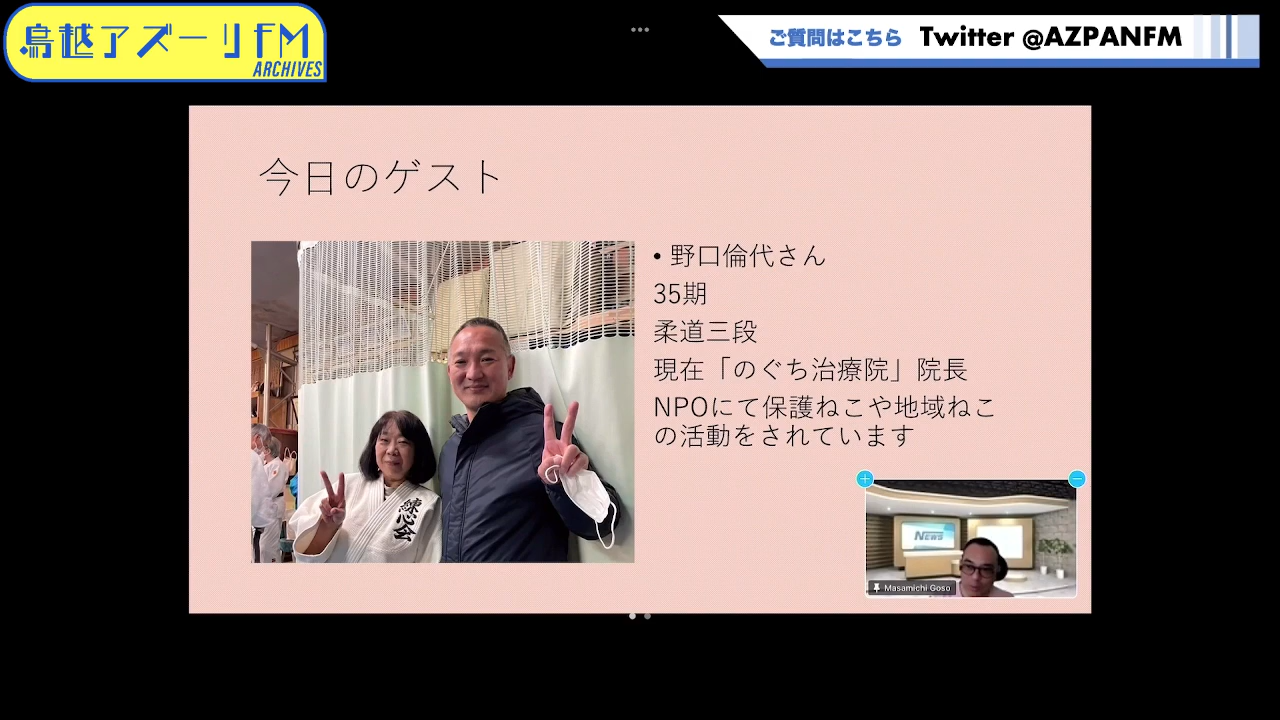 鳥越アズーリFM
ARCHIVES
ご質問はこちら Twitter @AZPANFM
今日のゲスト
• 野口倫代さん
35期
柔道三段
現在「のぐち治療院」院長
NPOにて保護ねこや地域ねこ
の活動をされています
練心会
NEWS
Masamichi Goso